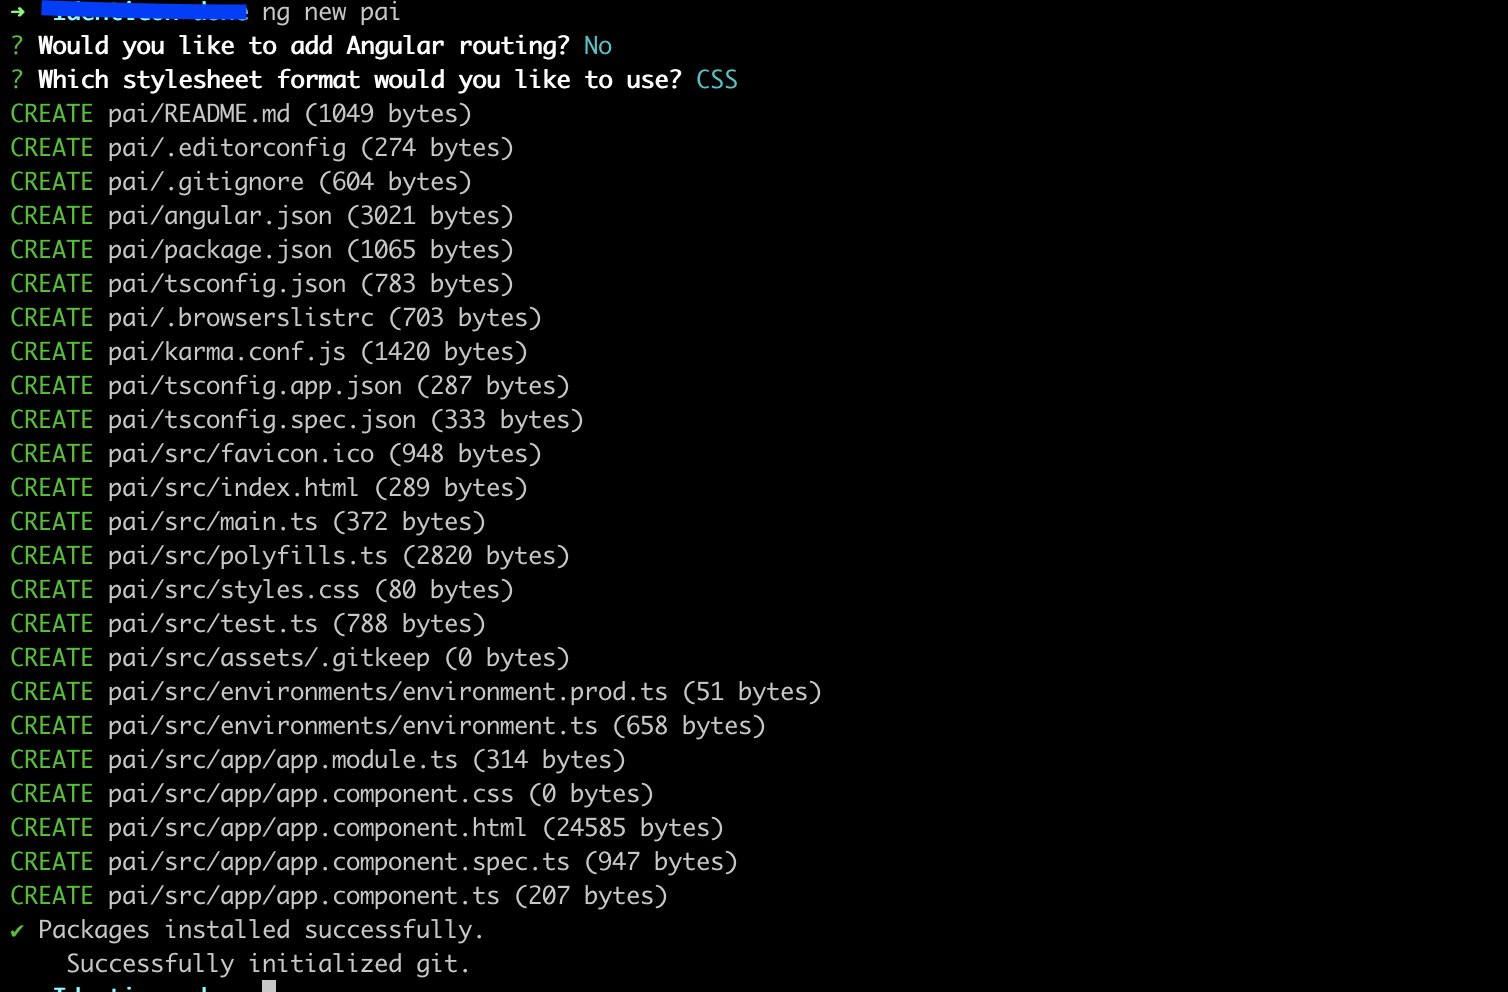 ➜ ng new pai
? Would you like to add Angular routing? No
? Which stylesheet format would you like to use? CSS
CREATE pai/README.md (1049 bytes)
CREATE pai/.editorconfig (274 bytes)
CREATE pai/.gitignore (604 bytes)
CREATE pai/angular.json (3021 bytes)
CREATE pai/package.json (1065 bytes)
CREATE pai/tsconfig.json (783 bytes)
CREATE pai/.browserslistrc (703 bytes)
CREATE pai/karma.conf.js (1420 bytes)
CREATE pai/tsconfig.app.json (287 bytes)
CREATE pai/tsconfig.spec.json (333 bytes)
CREATE pai/src/favicon.ico (948 bytes)
CREATE pai/src/index.html (289 bytes)
CREATE pai/src/main.ts (372 bytes)
CREATE pai/src/polyfills.ts (2820 bytes)
CREATE pai/src/styles.css (80 bytes)
CREATE pai/src/test.ts (788 bytes)
CREATE pai/src/assets/.gitkeep (0 bytes)
CREATE pai/src/environments/environment.prod.ts (51 bytes)
CREATE pai/src/environments/environment.ts (658 bytes)
CREATE pai/src/app/app.module.ts (314 bytes)
CREATE pai/src/app/app.component.css (0 bytes)
CREATE pai/src/app/app.component.html (24585 bytes)
CREATE pai/src/app/app.component.spec.ts (947 bytes)
CREATE pai/src/app/app.component.ts (207 bytes)
✔ Packages installed successfully.
Successfully initialized git.